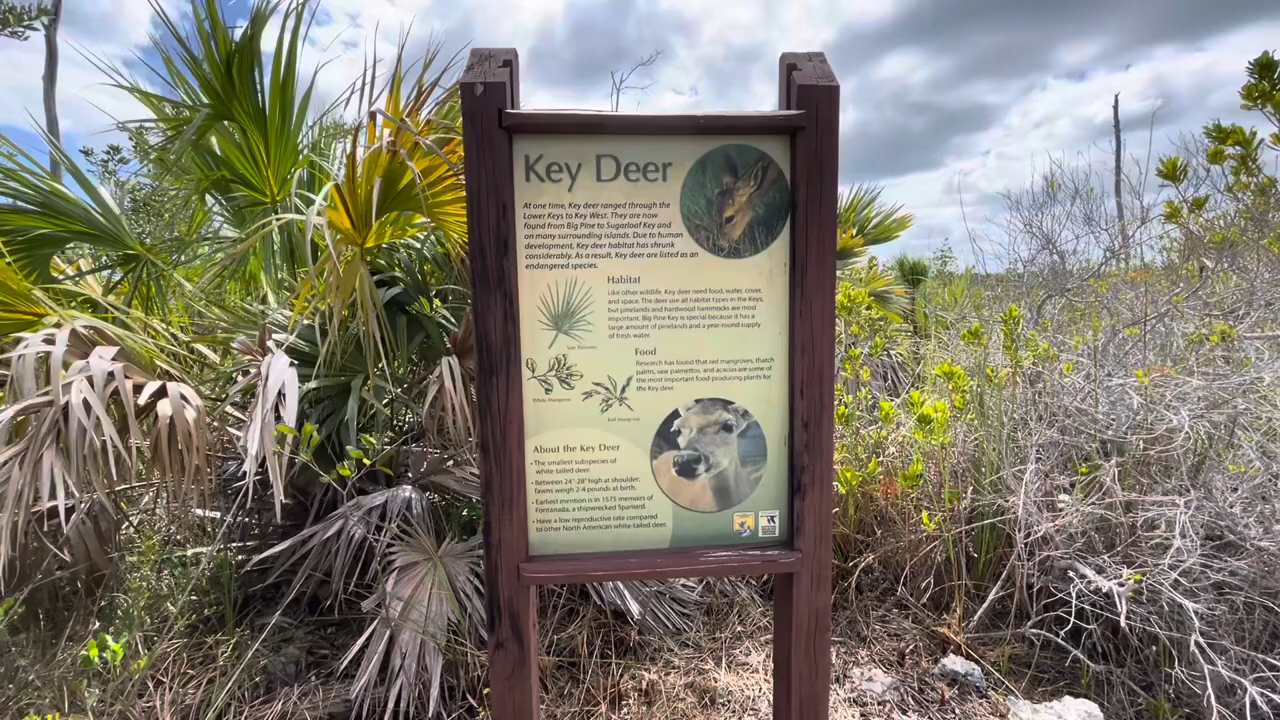 Key Deer
At one time, Key deer ranged through the
Lower Keys to Key West. They are now
found from Big Pine to Sugarloaf Key and
on many surrounding islands. Due to human
development, Key deer habitat has shrunk
considerably. As a result, Key deer are listed as an
endangered species.
Habitat
Like other wildlife, Key deer need food, water, cover,
and space. The deer use all habitat types in the Keys,
but pinelands and hardwood hammocks are most
important. Big Pine Key is special because it has a
large amount of pinelands and a year-round supply
of fresh water.
Saw Palmetto
Food
Research has found that red mangroves, thatch
palms, saw palmettos, and acacias are some of
the most important food-producing plants for
the Key deer.
White Mangrove
Red Mangrove
About the Key Deer
• The smallest subspecies of
white-tailed deer.
• Between 24"-28" high at shoulder;
fawns weigh 2-4 pounds at birth.
• Earliest mention is in 1575 memoirs of
Fontanada, a shipwrecked Spaniard.
• Have a low reproductive rate compared
to other North American white-tailed deer.